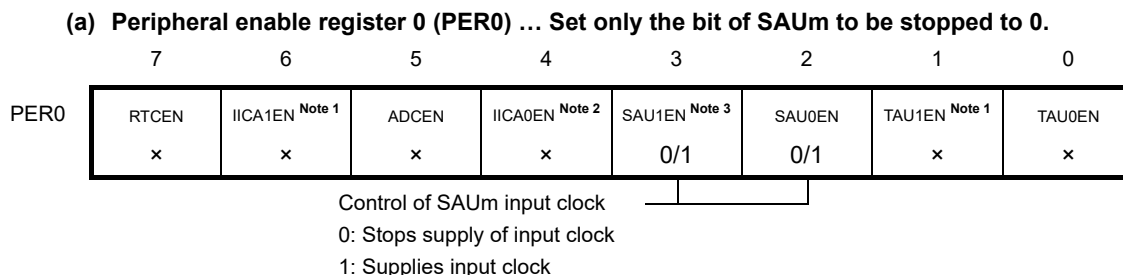 (a) Peripheral enable register 0 (PER0) … Set only the bit of SAUm to be stopped to 0.
7 6 5 4 3 2 1 0
PER0 RTCEN IICA1EN Note 1 ADCEN IICA0EN Note 2 SAU1EN Note 3 SAU0EN TAU1EN Note 1 TAU0EN
× × × × 0/1 0/1 × ×
Control of SAUm input clock
0: Stops supply of input clock
1: Supplies input clock